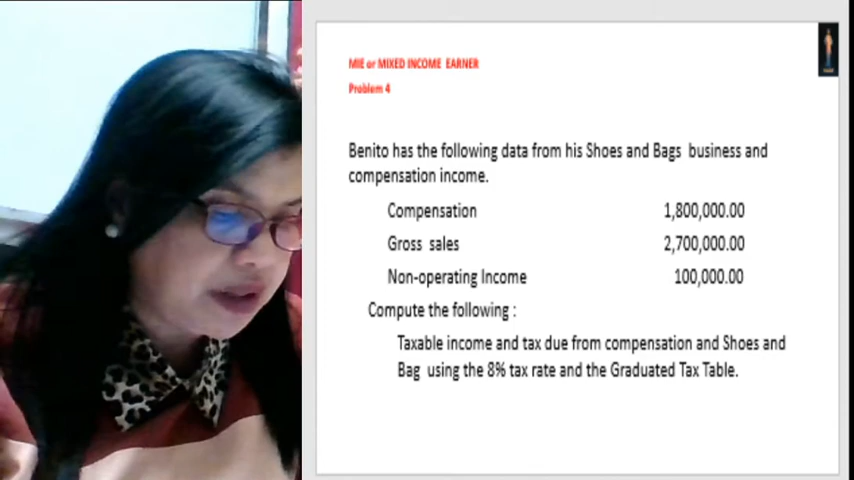 MIE or MIXED INCOME EARNER
Problem 4
Benito has the following data from his Shoes and Bags business and
compensation income.
Compensation 1,800,000.00
Gross sales 2,700,000.00
Non-operating Income 100,000.00
Compute the following :
Taxable income and tax due from compensation and Shoes and
Bag using the 8% tax rate and the Graduated Tax Table.